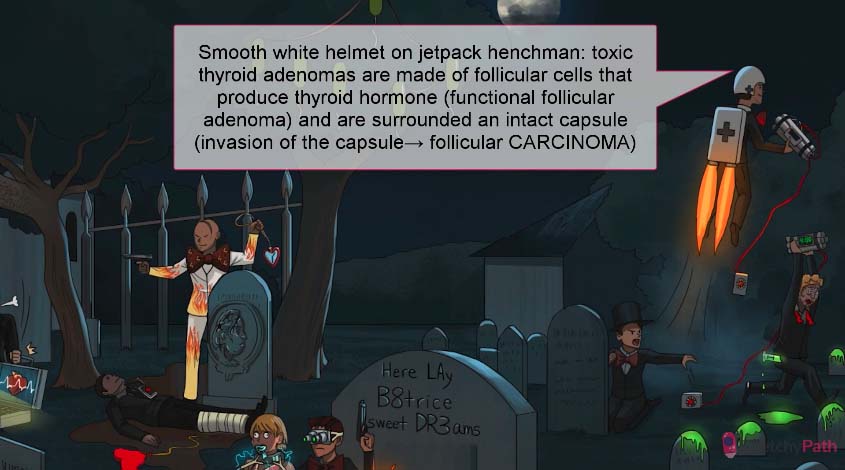 Smooth white helmet on jetpack henchman: toxic
thyroid adenomas are made of follicular cells that
produce thyroid hormone (functional follicular
adenoma) and are surrounded an intact capsule
(invasion of the capsule→ follicular CARCINOMA)
Here LAy
B8trice
sweet DR3ams
tchyPath